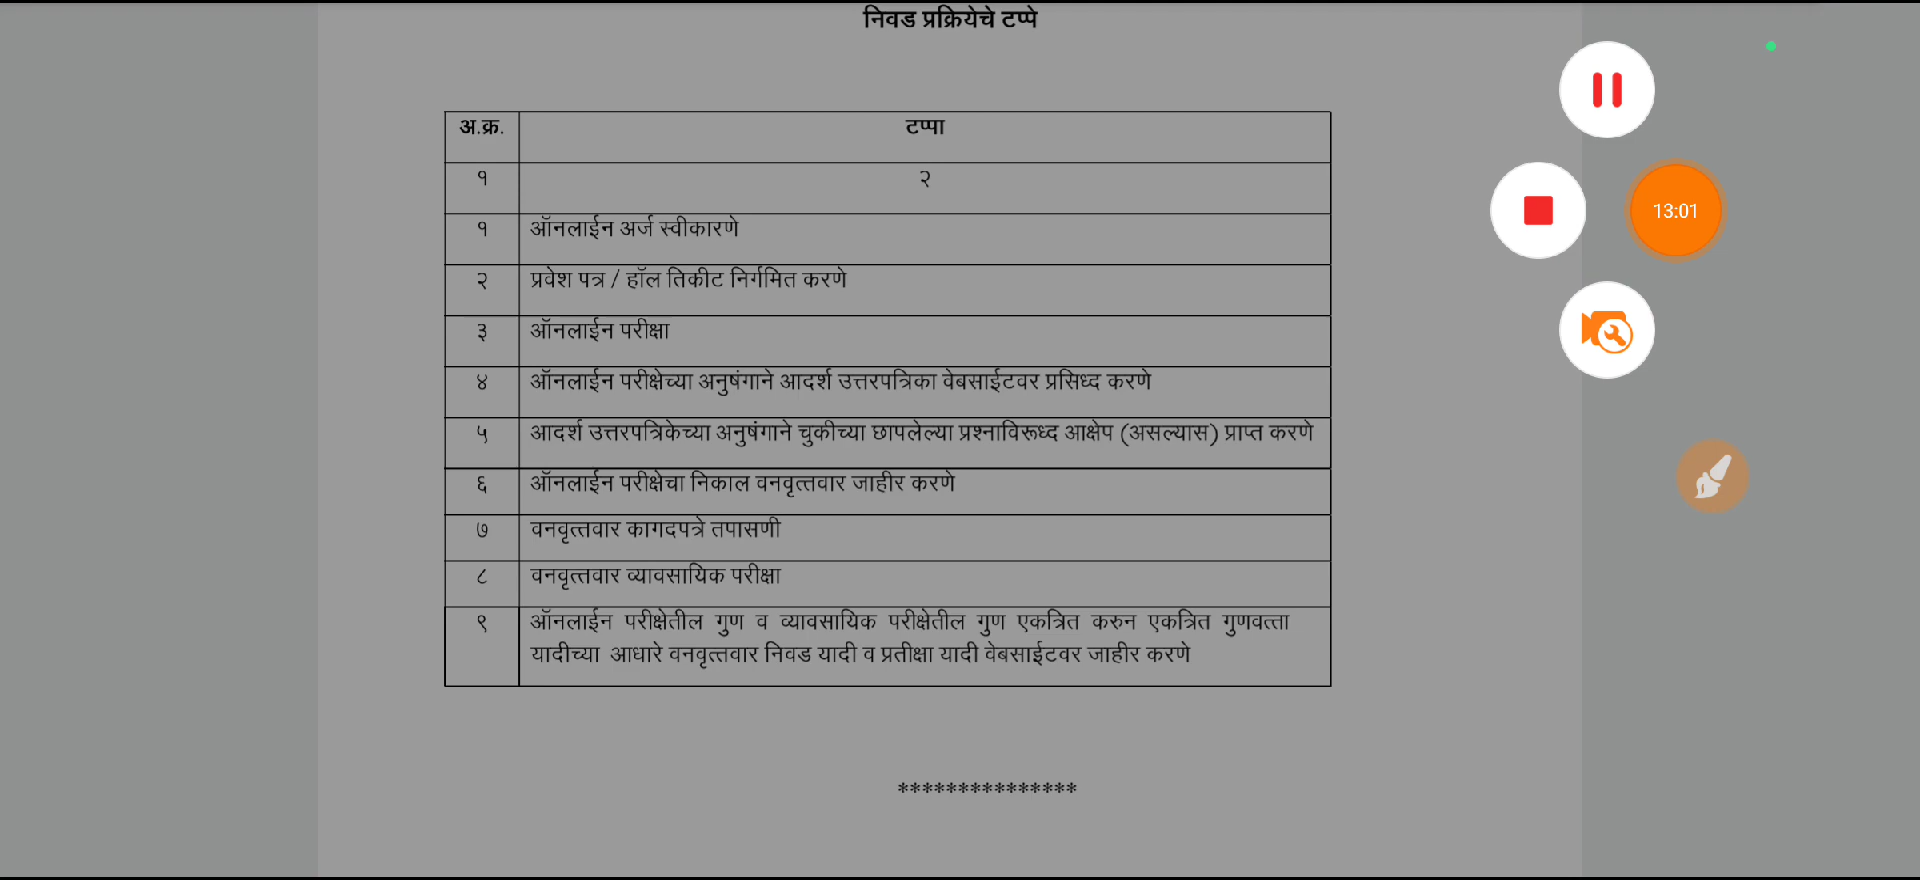 निवड प्रक्रियेचे टप्पे
अ.क्र. टप्पा
१ २
१ ऑनलाईन अर्ज स्वीकारणे
२ प्रवेश पत्र / हॉल तिकीट निर्गमित करणे
३ ऑनलाईन परीक्षा
४ ऑनलाईन परीक्षेच्या अनुषंगाने आदर्श उत्तरपत्रिका वेबसाईटवर प्रसिध्द करणे
५ आदर्श उत्तरपत्रिकेच्या अनुषंगाने चुकीच्या छापलेल्या प्रश्नाविरूध्द आक्षेप (असल्यास) प्राप्त करणे
६ ऑनलाईन परीक्षेचा निकाल वनवृत्तवार जाहीर करणे
७ वनवृत्तवार कागदपत्रे तपासणी
८ वनवृत्तवार व्यावसायिक परीक्षा
९ ऑनलाईन परीक्षेतील गुण व व्यावसायिक परीक्षेतील गुण एकत्रित करुन एकत्रित गुणवत्ता
यादीच्या आधारे वनवृत्तवार निवड यादी व प्रतीक्षा यादी वेबसाईटवर जाहीर करणे
***************
13:01